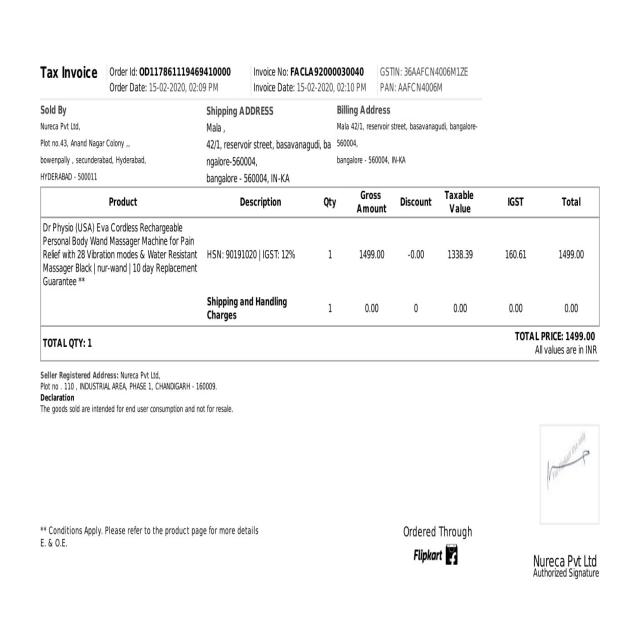 Tax Invoice
Order Id: OD117861119469410000
Order Date: 15-02-2020, 02:09 PM
Invoice No: FACLA92000030040
Invoice Date: 15-02-2020, 02:10 PM
GSTIN: 36AAFCN4006M1ZE
PAN: AAFCN4006M
Sold By
Nureca Pvt Ltd,
Plot no.43, Anand Nagar Colony ,,
bowenpally , secunderabad, Hyderabad,
HYDERABAD - 500011
Shipping ADDRESS
Mala ,
42/1, reservoir street, basavanagudi, ba
ngalore-560004,
bangalore - 560004, IN-KA
Billing Address
Mala 42/1, reservoir street, basavanagudi, bangalore-
560004,
bangalore - 560004, IN-KA
Product Description Qty Gross Amount Discount Taxable Value IGST Total
Dr Physio (USA) Eva Cordless Rechargeable
Personal Body Wand Massager Machine for Pain
Relief with 28 Vibration modes & Water Resistant
Massager Black | nur-wand | 10 day Replacement
Guarantee **
HSN: 90191020 | IGST: 12% 1 1499.00 -0.00 1338.39 160.61 1499.00
Shipping and Handling
Charges
1 0.00 0 0.00 0.00 0.00
TOTAL QTY: 1
TOTAL PRICE: 1499.00
All values are in INR
Seller Registered Address: Nureca Pvt Ltd,
Plot no . 110 , INDUSTRIAL AREA, PHASE 1, CHANDIGARH - 160009.
Declaration
The goods sold are intended for end user consumption and not for resale.
** Conditions Apply. Please refer to the product page for more details
E. & O.E.
Ordered Through
Flipkart
Nureca Pvt Ltd
Authorized Signature